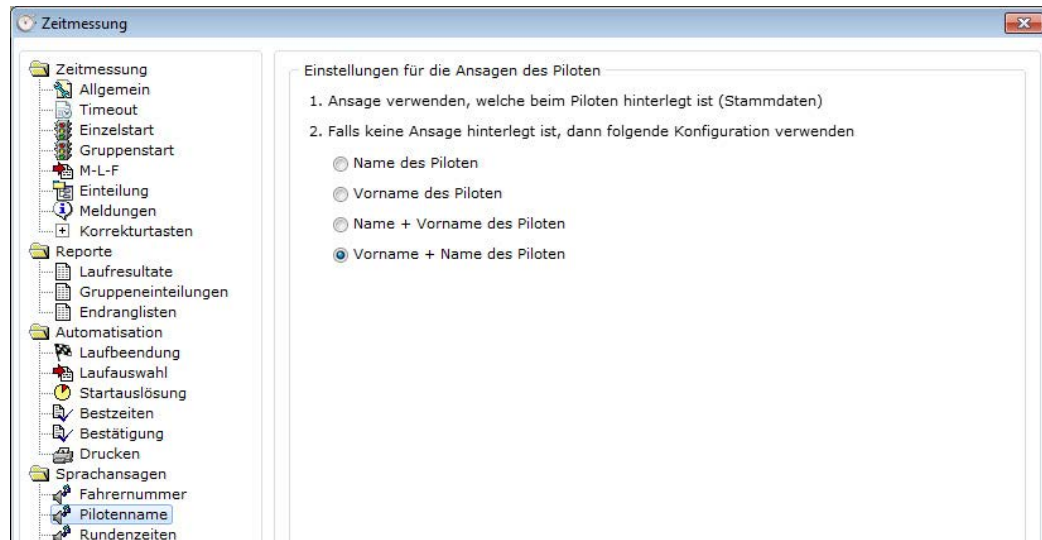 Zeitmessung
Zeitmessung
Allgemein
Timeout
Einzelstart
Gruppenstart
M-L-F
Einteilung
Meldungen
Korrekturtasten
Reporte
Laufresultate
Gruppeneinteilungen
Endranglisten
Automatisation
Laufbeendung
Laufauswahl
Startauslösung
Bestzeiten
Bestätigung
Drucken
Sprachansagen
Fahrernummer
Pilotenname
Rundenzeiten
Einstellungen für die Ansagen des Piloten
1. Ansage verwenden, welche beim Piloten hinterlegt ist (Stammdaten)
2. Falls keine Ansage hinterlegt ist, dann folgende Konfiguration verwenden
Name des Piloten
Vorname des Piloten
Name + Vorname des Piloten
Vorname + Name des Piloten